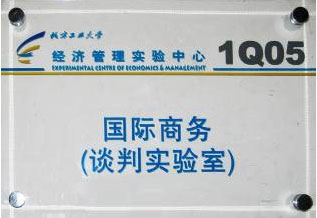 北方工业大学
经济管理实验中心 1Q05
EXPERIMENTAL CENTRE OF ECONOMICS & MANAGEMENT
国际商务
(谈判实验室)